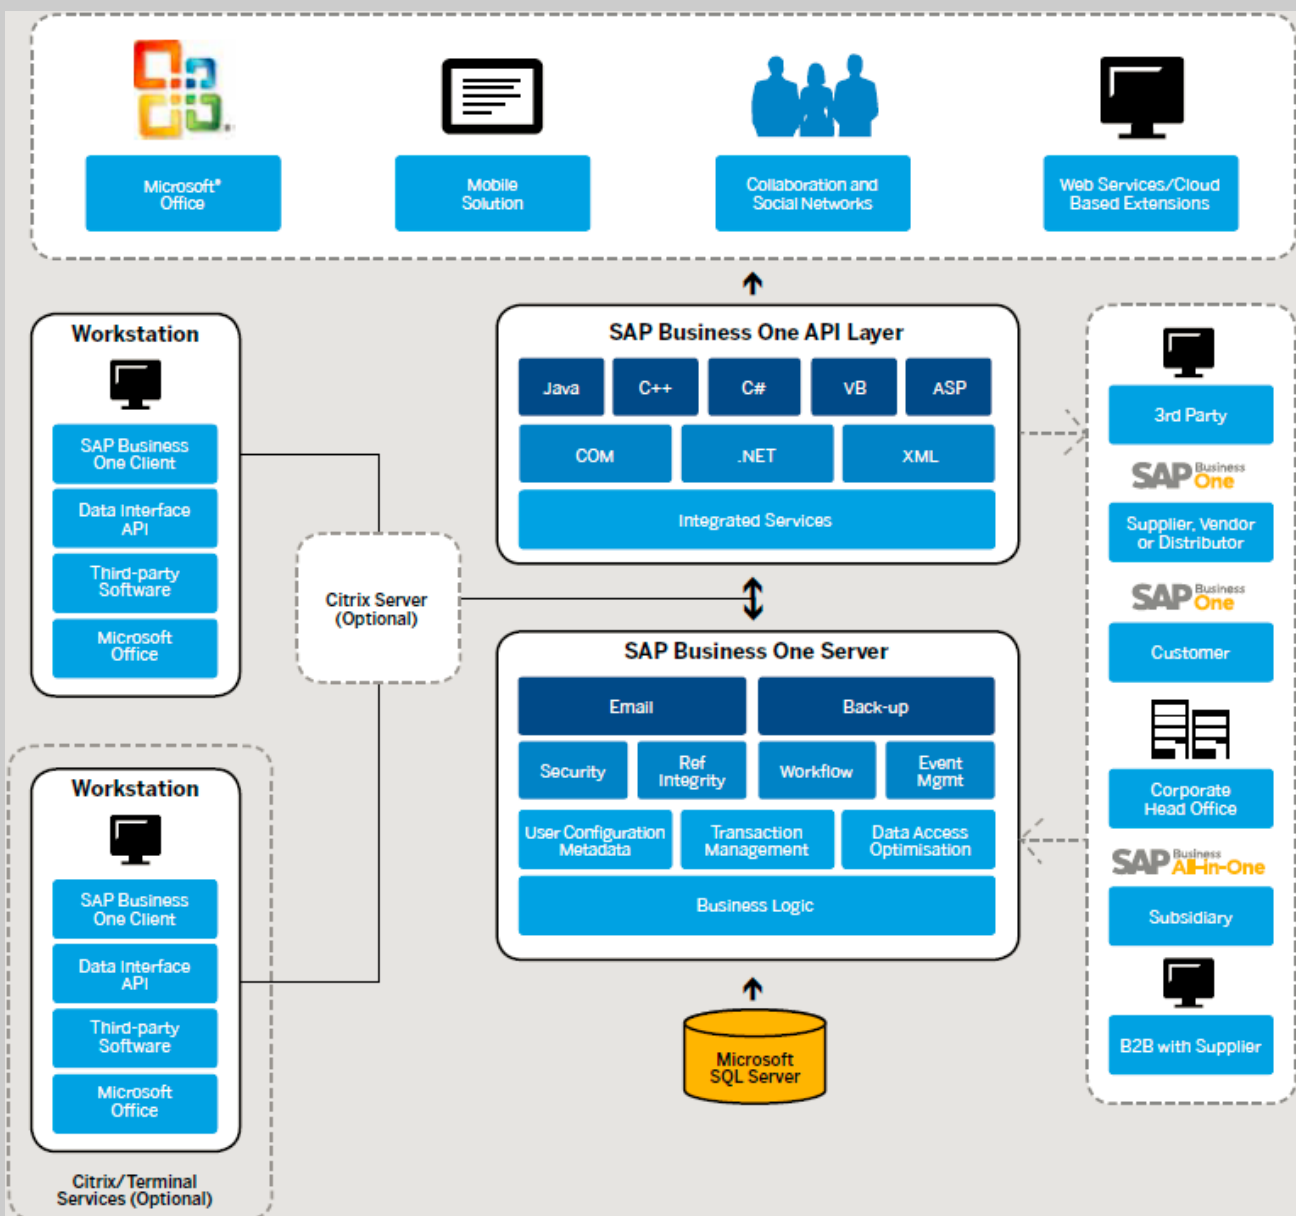 Microsoft®
Office
Mobile
Solution
Collaboration and
Social Networks
Web Services/Cloud
Based Extensions
Workstation
SAP Business
One Client
Data Interface
API
Third-party
Software
Microsoft
Office
Workstation
SAP Business
One Client
Data Interface
API
Third-party
Software
Microsoft
Office
Citrix/Terminal
Services (Optional)
Citrix Server
(Optional)
SAP Business One API Layer
Java
C++
C#
VB
ASP
COM
.NET
XML
Integrated Services
SAP Business One Server
Email
Back-up
Security
Ref
Integrity
Workflow
Event
Mgmt
User Configuration
Metadata
Transaction
Management
Data Access
Optimisation
Business Logic
Microsoft
SQL Server
3rd Party
SAP Business
One
Supplier, Vendor
or Distributor
SAP Business
One
Customer
Corporate
Head Office
SAP Business
All-in-One
Subsidiary
B2B with Supplier